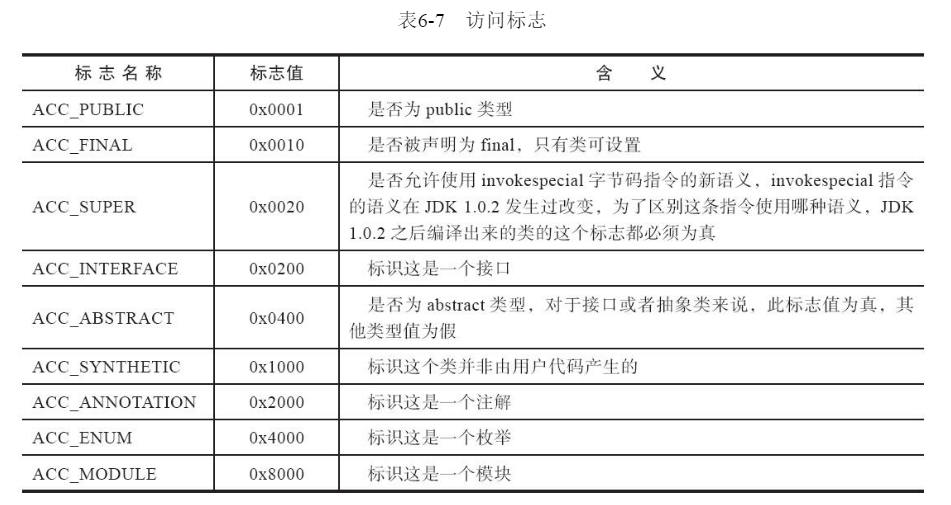 表6-7 访问标志
标志名称 标志值 含 义
ACC_PUBLIC 0x0001 是否为 public 类型
ACC_FINAL 0x0010 是否被声明为 final，只有类可设置
是否允许使用 invokespecial 字节码指令的新语义，invokespecial 指令
ACC_SUPER 0x0020 的语义在 JDK 1.0.2 发生过改变，为了区别这条指令使用哪种语义，JDK
1.0.2 之后编译出来的类的这个标志都必须为真
ACC_INTERFACE 0x0200 标识这是一个接口
ACC_ABSTRACT 0x0400 是否为 abstract 类型，对于接口或者抽象类来说，此标志值为真，其
他类型值为假
ACC_SYNTHETIC 0x1000 标识这个类并非由用户代码产生的
ACC_ANNOTATION 0x2000 标识这是一个注解
ACC_ENUM 0x4000 标识这是一个枚举
ACC_MODULE 0x8000 标识这是一个模块